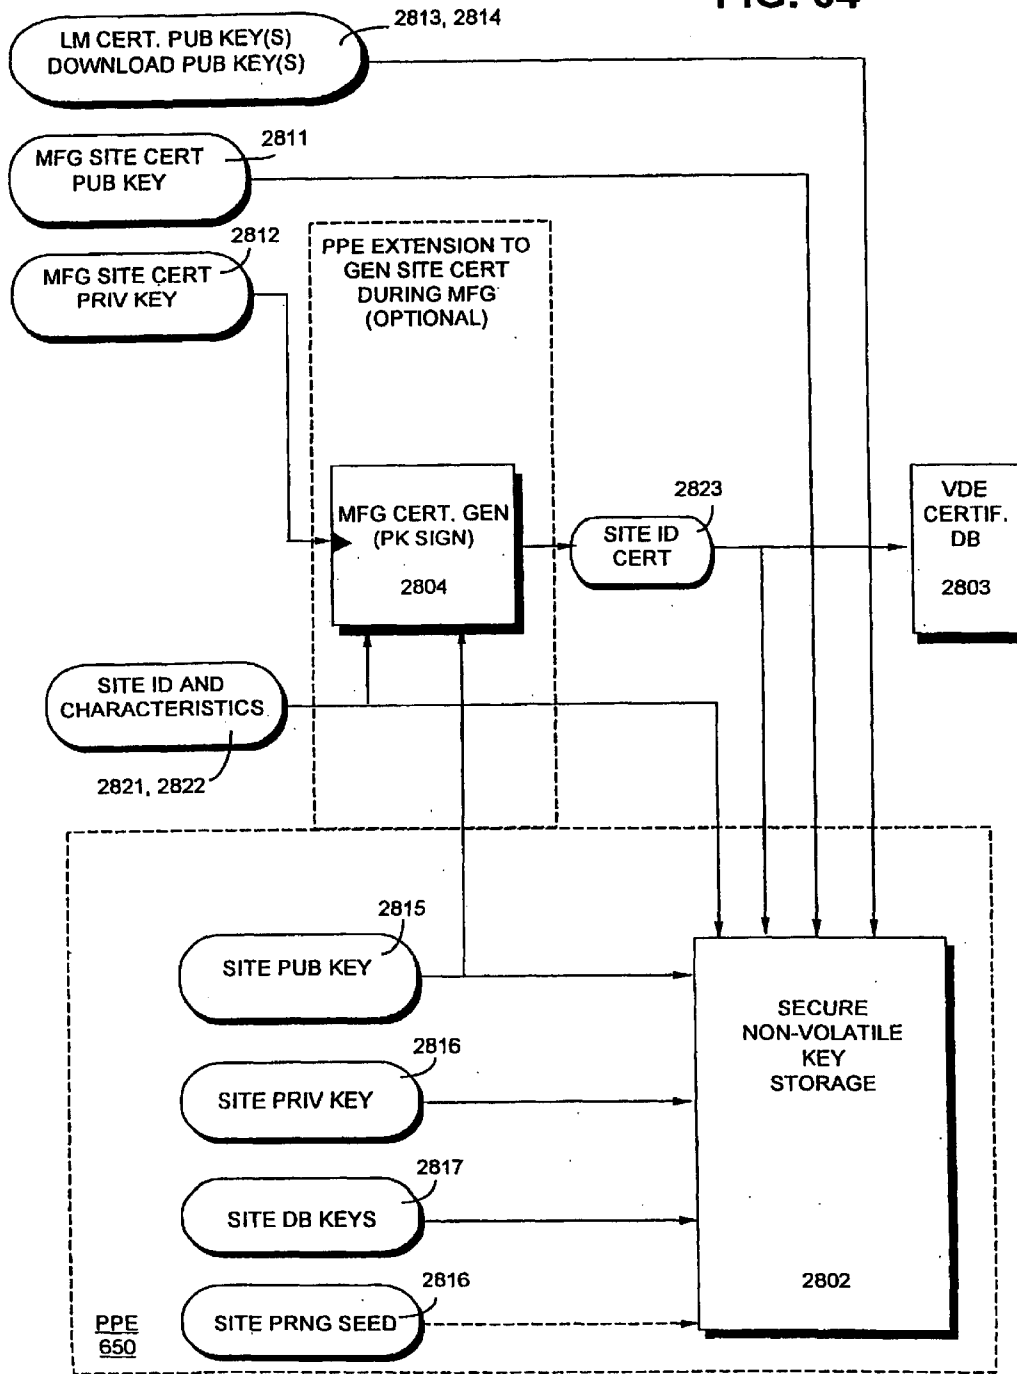 2813, 2814
LM CERT. PUB KEY(S)
DOWNLOAD PUB KEY(S)
2811
MFG SITE CERT
PUB KEY
2812
MFG SITE CERT
PRIV KEY
PPE EXTENSION TO
GEN SITE CERT
DURING MFG
(OPTIONAL)
MFG CERT. GEN
(PK SIGN)
2804
2823
SITE ID
CERT
VDE
CERTIF.
DB
2803
SITE ID AND
CHARACTERISTICS
2821, 2822
2815
SITE PUB KEY
2816
SITE PRIV KEY
2817
SITE DB KEYS
2816
SITE PRNG SEED
SECURE
NON-VOLATILE
KEY
STORAGE
2802
PPE
650